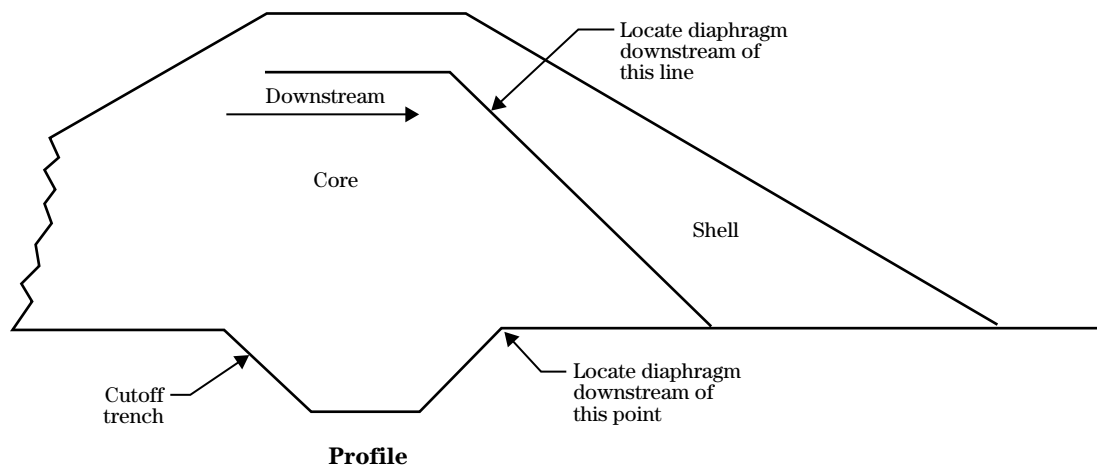 Locate diaphragm
downstream of
this line
Downstream
Core
Shell
Cutoff
trench
Locate diaphragm
downstream of
this point
Profile